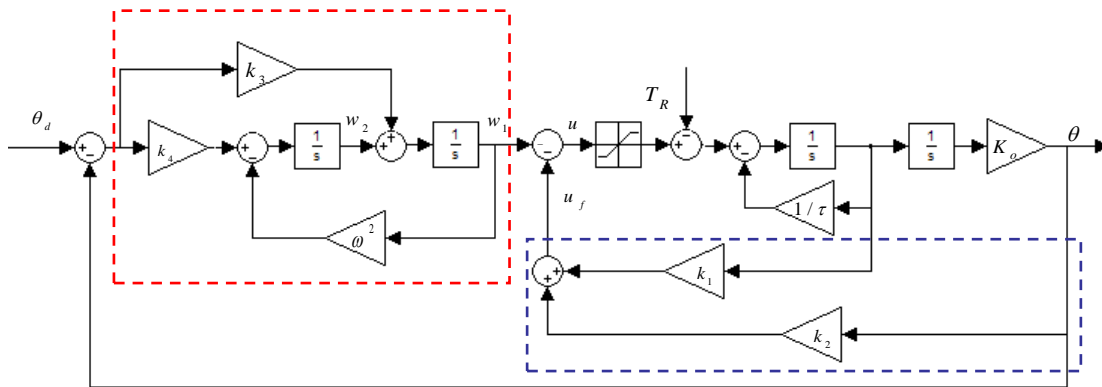 θ_d
k_3
k_4
1/s
w_2
1/s
w_1
ω^2
u
u_f
T_R
1/s
1/s
K_o
θ
1/τ
k_1
k_2